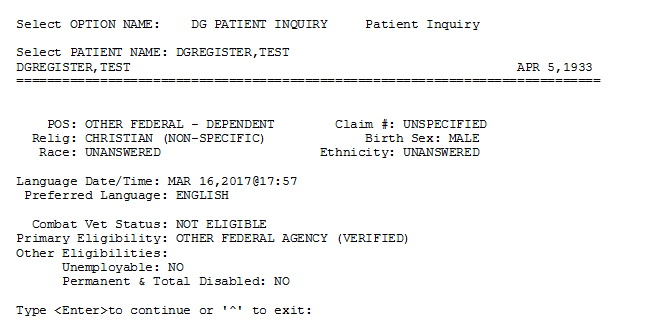 Select OPTION NAME:    DG PATIENT INQUIRY     Patient Inquiry
Select PATIENT NAME: DGREGISTER,TEST
DGREGISTER,TEST                                                   APR 5,1933
=============================================================================
POS: OTHER FEDERAL - DEPENDENT        Claim #: UNSPECIFIED
Relig: CHRISTIAN (NON-SPECIFIC)             Birth Sex: MALE
Race: UNANSWERED                     Ethnicity: UNANSWERED
Language Date/Time: MAR 16,2017@17:57
Preferred Language: ENGLISH
Combat Vet Status: NOT ELIGIBLE
Primary Eligibility: OTHER FEDERAL AGENCY (VERIFIED)
Other Eligibilities:
Unemployable: NO
Permanent & Total Disabled: NO
Type <Enter>to continue or '^' to exit: